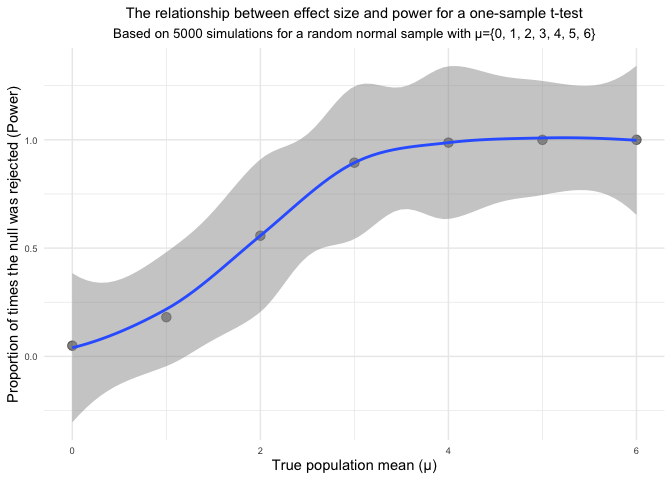 The relationship between effect size and power for a one-sample t-test
Based on 5000 simulations for a random normal sample with μ={0, 1, 2, 3, 4, 5, 6}
Proportion of times the null was rejected (Power)
1.0
0.5
0.0
0 2 4 6
True population mean (μ)